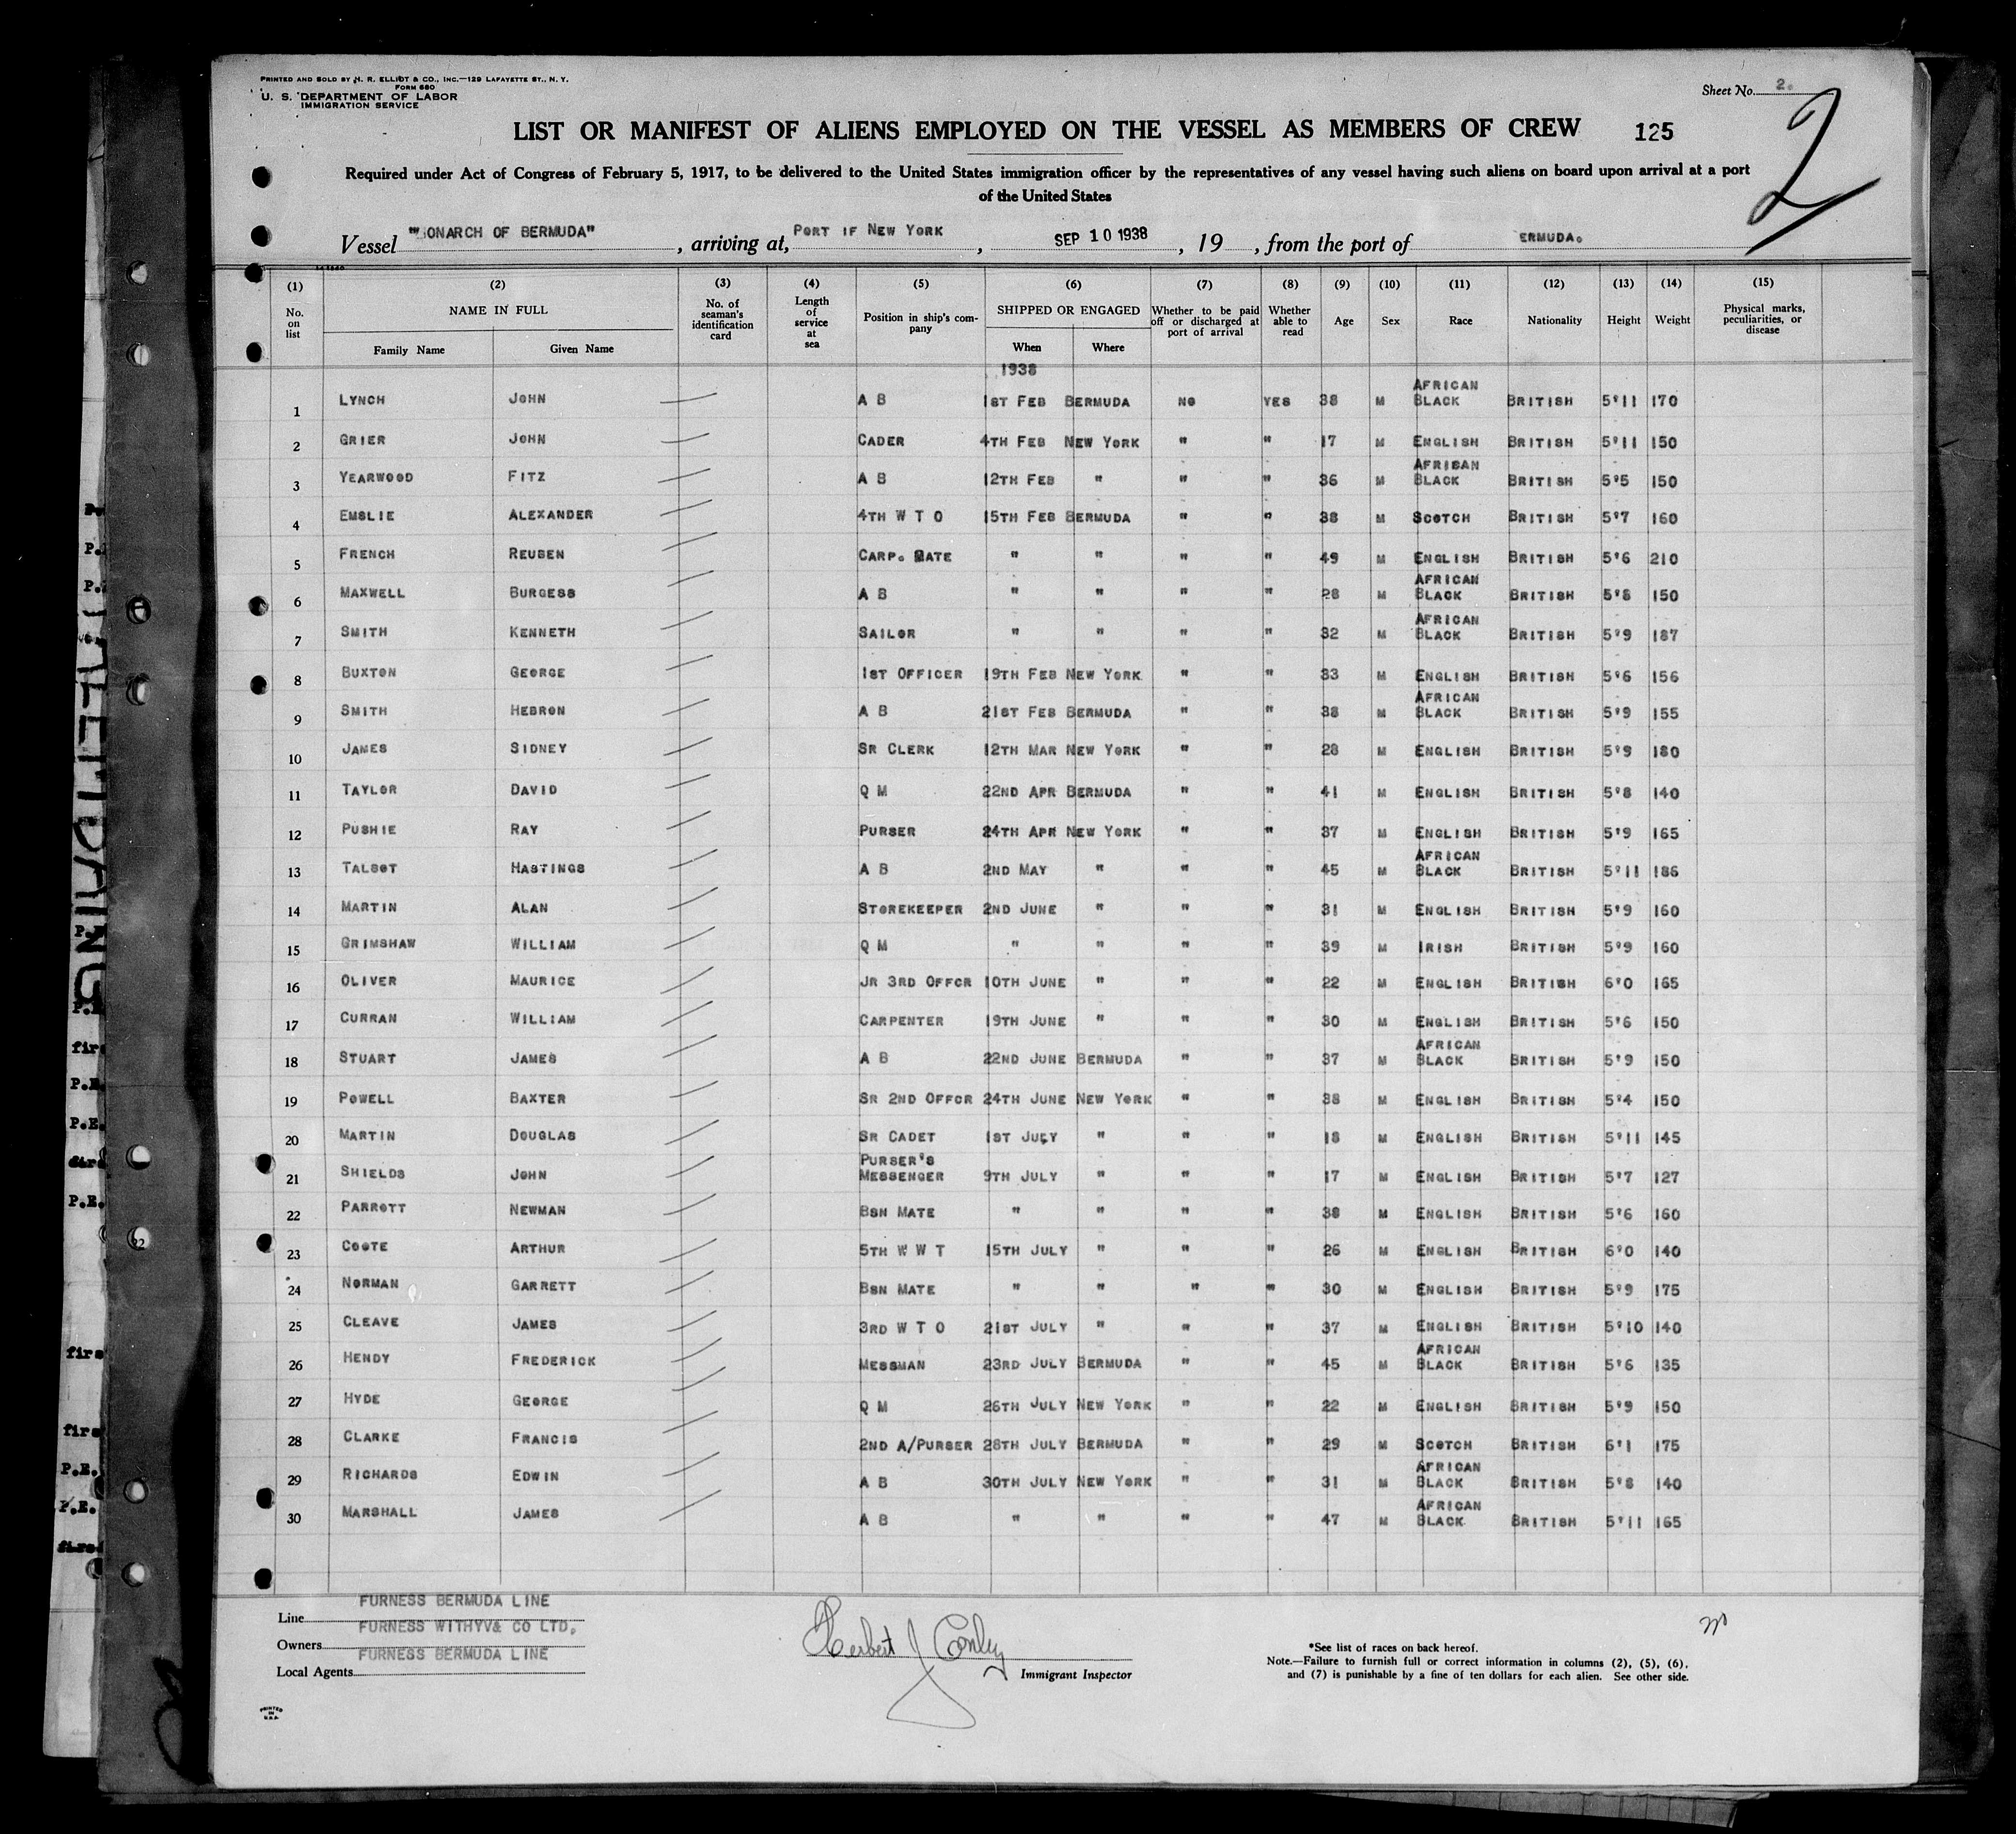 PRINTED AND SOLD BY H. R. ELLIOT & CO., INC.—129 LAFAYETTE ST., N. Y.
FORM 680
U. S. DEPARTMENT OF LABOR
IMMIGRATION SERVICE
Sheet No. 2.
2
LIST OR MANIFEST OF ALIENS EMPLOYED ON THE VESSEL AS MEMBERS OF CREW 125
Required under Act of Congress of February 5, 1917, to be delivered to the United States immigration officer by the representatives of any vessel having such aliens on board upon arrival at a port
of the United States
Vessel "MONARCH OF BERMUDA", arriving at, PORT IF NEW YORK, SEP 10 1938, 19 , from the port of ERMUDA.
(1) (2) (3) (4) (5) (6) (7) (8) (9) (10) (11) (12) (13) (14) (15)
No. on list NAME IN FULL Family Name Given Name No. of seaman's identification card Length of service at sea Position in ship's company SHIPPED OR ENGAGED When Where Whether to be paid off or discharged at port of arrival Whether able to read Age Sex Race Nationality Height Weight Physical marks, peculiarities, or disease
1938
1 LYNCH JOHN A B 1ST FEB BERMUDA NO YES 38 M AFRICAN BLACK BRITISH 5'11 170
2 GRIER JOHN CADER 4TH FEB NEW YORK " " 17 M ENGLISH BRITISH 5'11 150
3 YEARWOOD FITZ A B 12TH FEB " " " 36 M AFRICAN BLACK BRITISH 5'5 150
4 EMSLIE ALEXANDER 4TH W T O 15TH FEB BERMUDA " " 38 M SCOTCH BRITISH 5'7 160
5 FRENCH REUBEN CARP. MATE " " " " 49 M ENGLISH BRITISH 5'6 210
6 MAXWELL BURGESS A B " " " " 28 M AFRICAN BLACK BRITISH 5'8 150
7 SMITH KENNETH SAILOR " " " " 32 M AFRICAN BLACK BRITISH 5'9 187
8 BUXTON GEORGE 1ST OFFICER 19TH FEB NEW YORK " " 33 M ENGLISH BRITISH 5'6 156
9 SMITH HEBRON A B 21ST FEB BERMUDA " " 38 M AFRICAN BLACK BRITISH 5'9 155
10 JAMES SIDNEY SR CLERK 12TH MAR NEW YORK " " 28 M ENGLISH BRITISH 5'9 180
11 TAYLOR DAVID Q M 22ND APR BERMUDA " " 41 M ENGLISH BRITISH 5'8 140
12 PUSHIE RAY PURSER 24TH APR NEW YORK " " 37 M ENGLISH BRITISH 5'9 165
13 TALBOT HASTINGS A B 2ND MAY " " " 45 M AFRICAN BLACK BRITISH 5'11 186
14 MARTIN ALAN STOREKEEPER 2ND JUNE " " " 31 M ENGLISH BRITISH 5'9 160
15 GRIMSHAW WILLIAM Q M " " " " 39 M IRISH BRITISH 5'9 160
16 OLIVER MAURICE JR 3RD OFFCR 10TH JUNE " " " 22 M ENGLISH BRITISH 6'0 165
17 CURRAN WILLIAM CARPENTER 19TH JUNE " " " 30 M ENGLISH BRITISH 5'6 150
18 STUART JAMES A B 22ND JUNE BERMUDA " " 37 M AFRICAN BLACK BRITISH 5'9 150
19 POWELL BAXTER SR 2ND OFFCR 24TH JUNE NEW YORK " " 38 M ENGLISH BRITISH 5'4 150
20 MARTIN DOUGLAS SR CADET 1ST JULY " " " 18 M ENGLISH BRITISH 5'11 145
21 SHIELDS JOHN PURSER'S MESSENGER 9TH JULY " " " 17 M ENGLISH BRITISH 5'7 127
22 PARROTT NEWMAN BSN MATE " " " " 38 M ENGLISH BRITISH 5'6 160
23 COOTE ARTHUR 5TH W W T 15TH JULY " " " 26 M ENGLISH BRITISH 6'0 140
24 NORMAN GARRETT BSN MATE " " " " 30 M ENGLISH BRITISH 5'9 175
25 CLEAVE JAMES 3RD W T O 21ST JULY " " " 37 M ENGLISH BRITISH 5'10 140
26 HENDY FREDERICK MESSMAN 23RD JULY BERMUDA " " 45 M AFRICAN BLACK BRITISH 5'6 135
27 HYDE GEORGE Q M 26TH JULY NEW YORK " " 22 M ENGLISH BRITISH 5'9 150
28 CLARKE FRANCIS 2ND A/PURSER 28TH JULY BERMUDA " " 29 M SCOTCH BRITISH 6'1 175
29 RICHARDS EDWIN A B 30TH JULY NEW YORK " " 31 M AFRICAN BLACK BRITISH 5'8 140
30 MARSHALL JAMES A B " " " " 47 M AFRICAN BLACK BRITISH 5'11 165
Line FURNESS BERMUDA LINE
Owners FURNESS WITHYV& CO LTD.
Local Agents FURNESS BERMUDA LINE
Herbert J Conley
Immigrant Inspector
*See list of races on back hereof.
Note.—Failure to furnish full or correct information in columns (2), (5), (6),
and (7) is punishable by a fine of ten dollars for each alien. See other side.
PRINTED IN U.S.A.